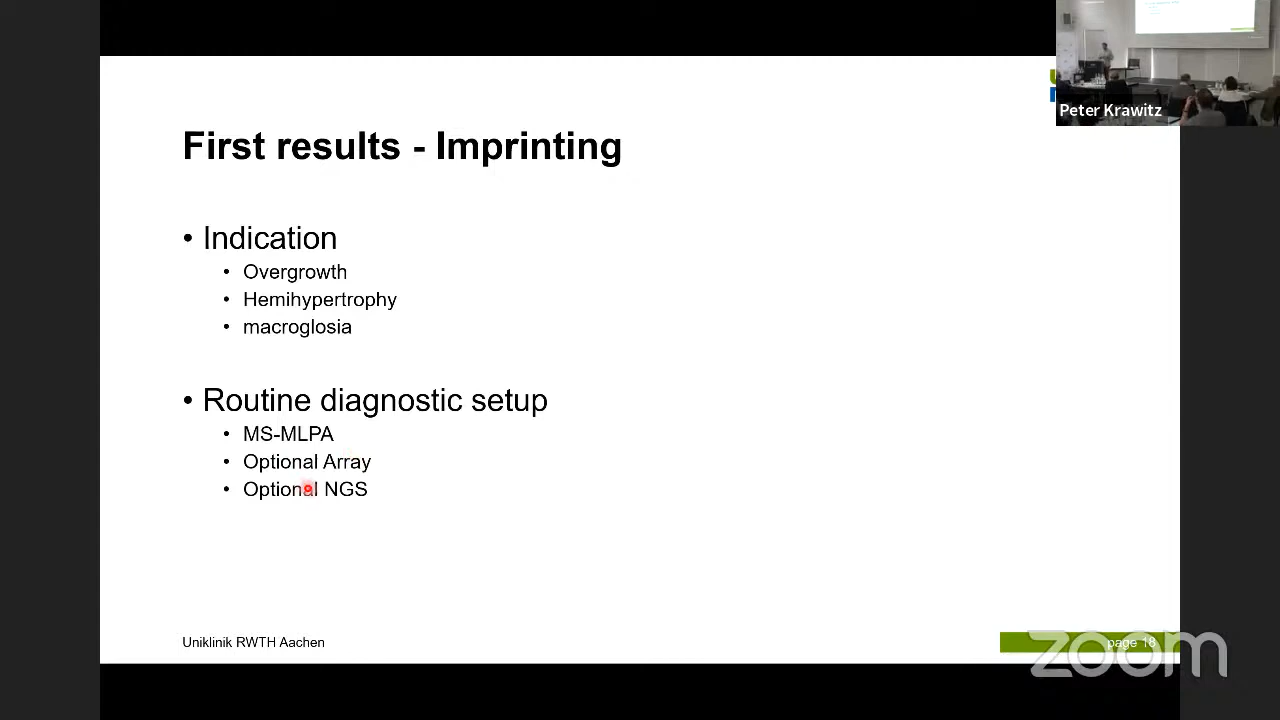 Peter Krawitz
First results - Imprinting
• Indication
• Overgrowth
• Hemihypertrophy
• macroglosia
• Routine diagnostic setup
• MS-MLPA
• Optional Array
• Optional NGS
Uniklinik RWTH Aachen
page 18
zoom